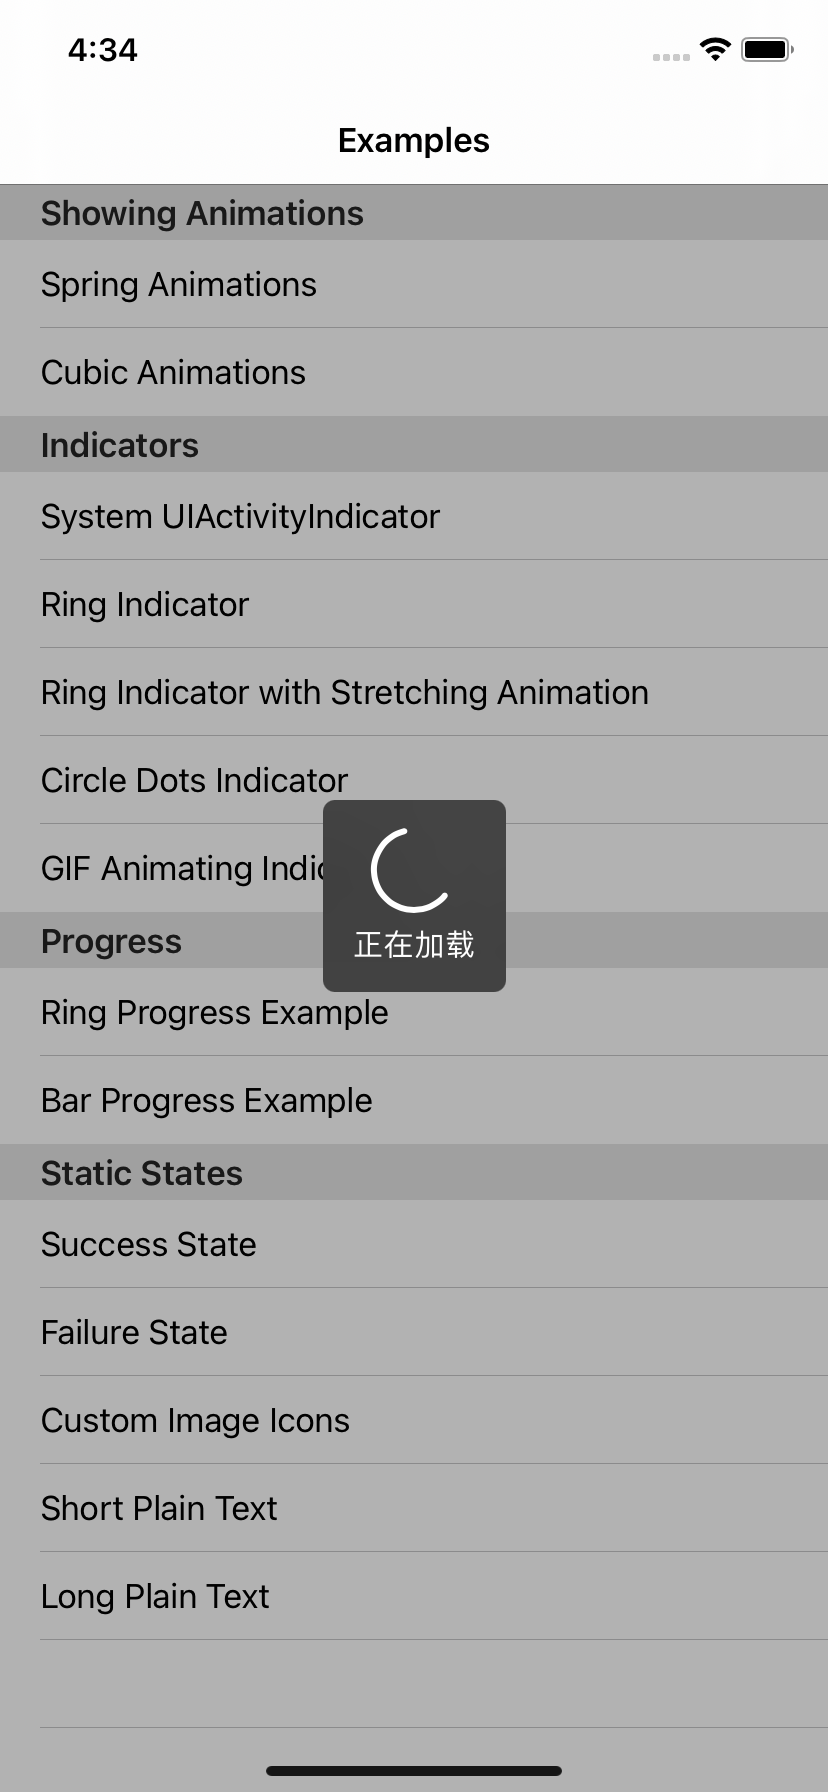 4:34
Examples
Showing Animations
Spring Animations
Cubic Animations
Indicators
System UIActivityIndicator
Ring Indicator
Ring Indicator with Stretching Animation
Circle Dots Indicator
GIF Animating
正在加载
Progress
Ring Progress Example
Bar Progress Example
Static States
Success State
Failure State
Custom Image Icons
Short Plain Text
Long Plain Text